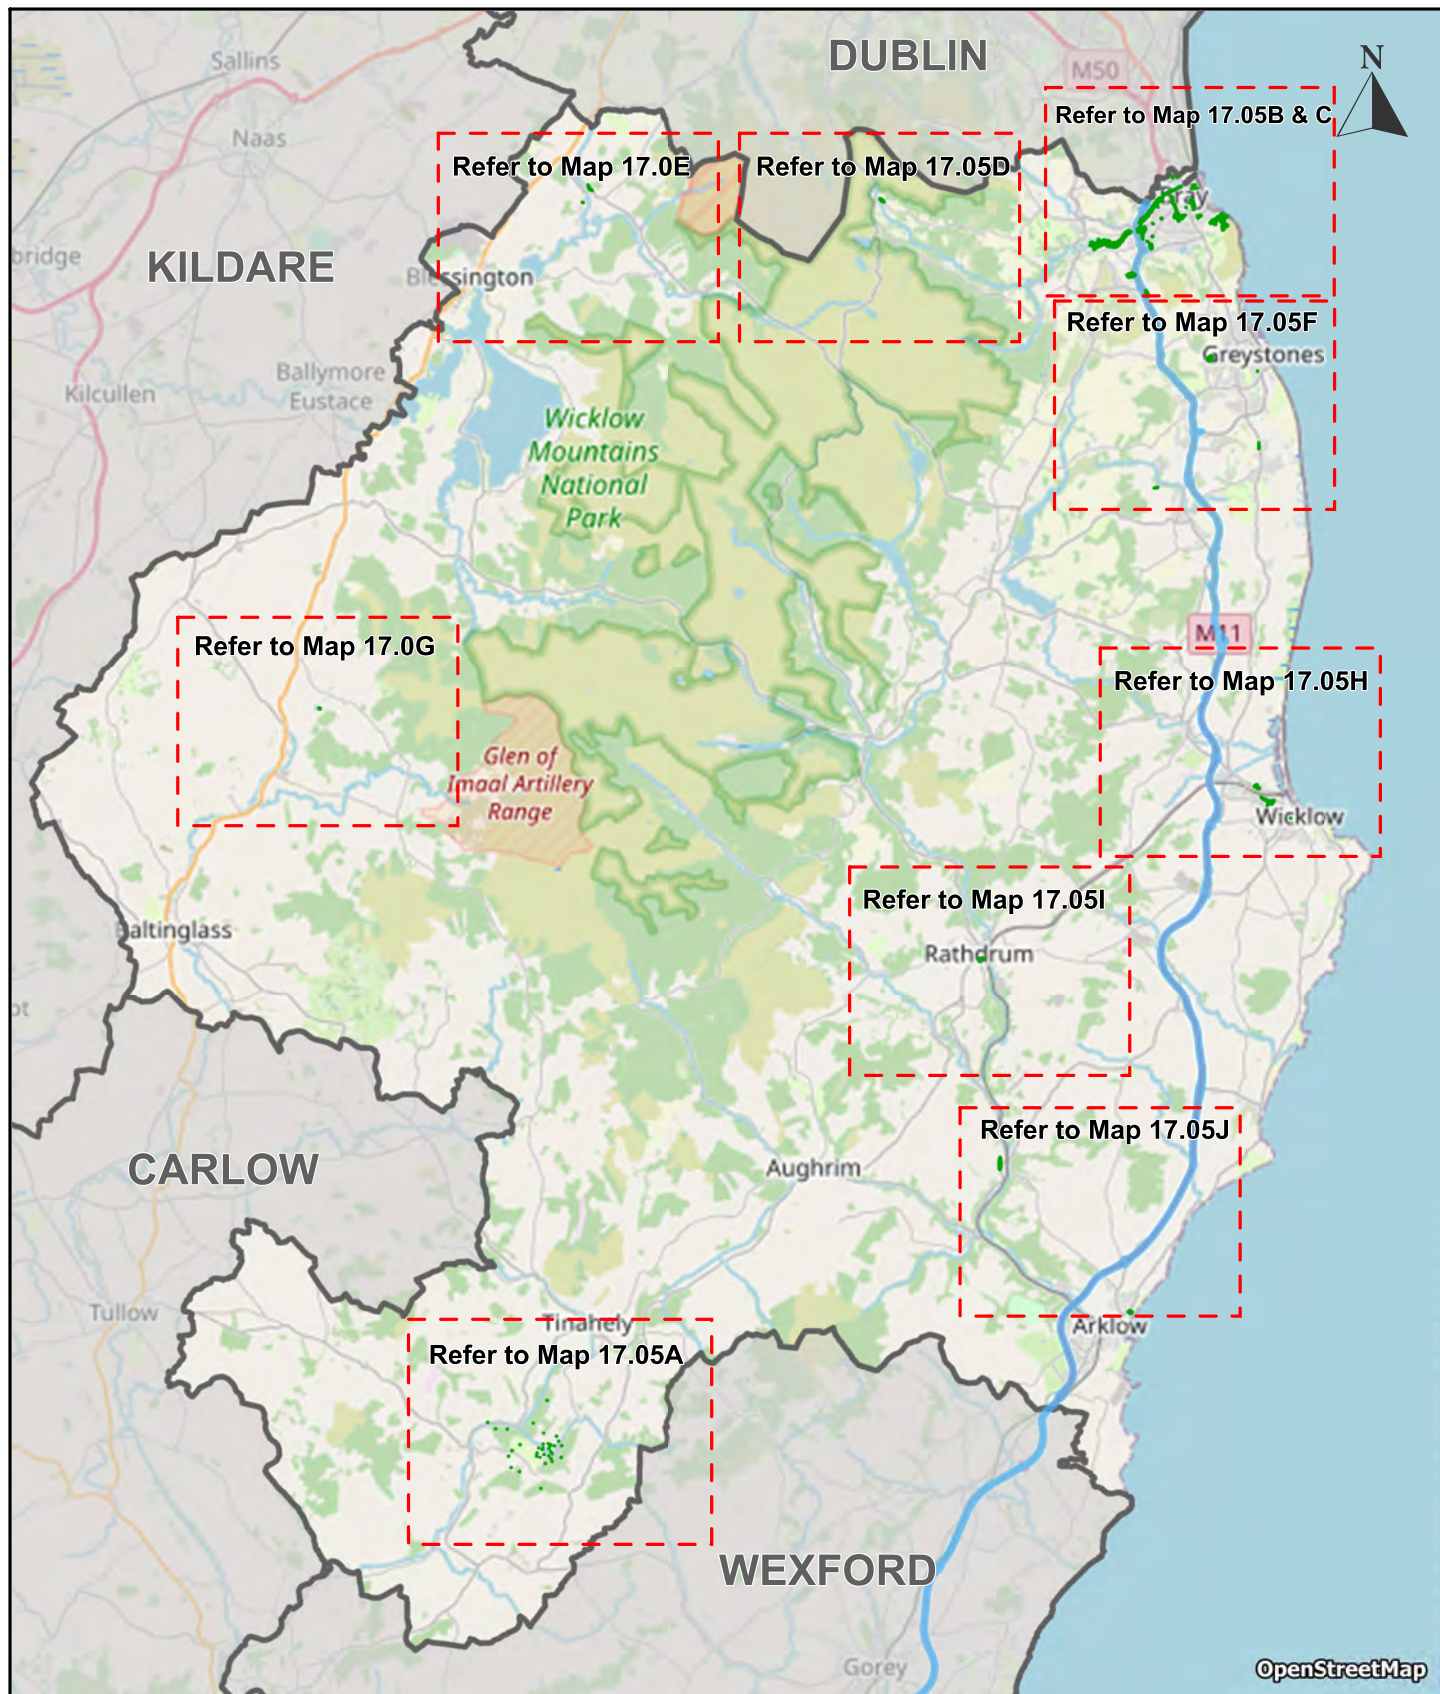 Sallins
DUBLIN
M50
N
Naas
Refer to Map 17.05B & C
Refer to Map 17.0E
Refer to Map 17.05D
Bray
bridge
KILDARE
Blessington
Refer to Map 17.05F
Greystones
Ballymore
Eustace
Kilcullen
Wicklow
Mountains
National
Park
M11
Refer to Map 17.0G
Refer to Map 17.05H
Glen of
Imaal Artillery
Range
Wicklow
Refer to Map 17.05I
Baltinglass
Rathdrum
ot
Refer to Map 17.05J
CARLOW
Aughrim
Tullow
Tinahely
Arklow
Refer to Map 17.05A
WEXFORD
Gorey
OpenStreetMap